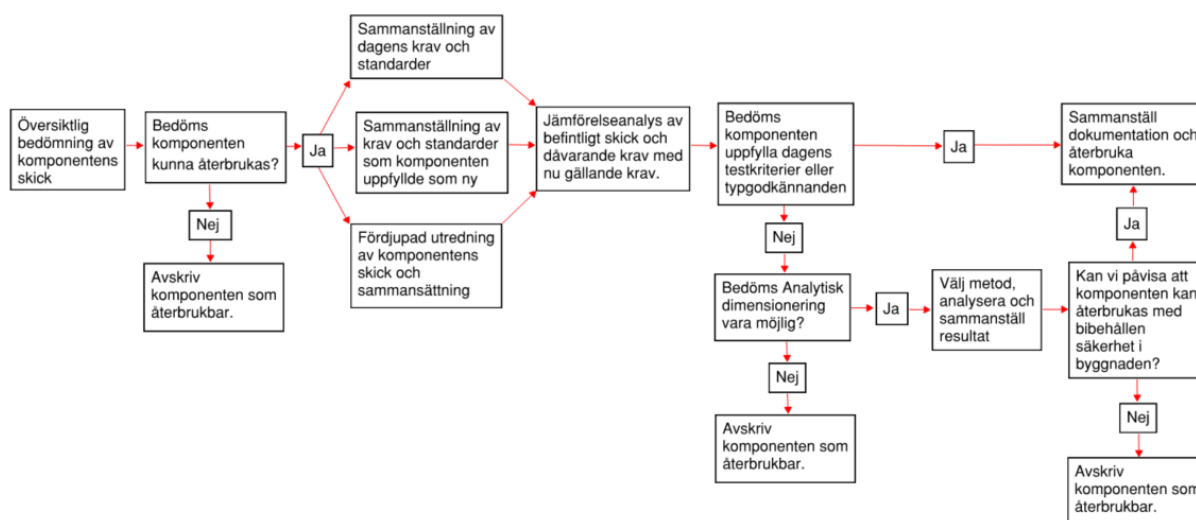 Översiktlig
bedömning av
komponentens
skick
Bedöms
komponenten
kunna återbrukas?
Nej
Avskriv
komponenten som
återbrukbar.
Ja
Sammanställning av
dagens krav och
standarder
Sammanställning av
krav och standarder
som komponenten
uppfyllde som ny
Fördjupad utredning
av komponentens
skick och
sammansättning
Jämförelseanalys av
befintligt skick och
dåvarande krav med
nu gällande krav.
Bedöms
komponenten
uppfylla dagens
testkriterier eller
typgodkännanden
Ja
Sammanställ
dokumentation och
återbruka
komponenten.
Nej
Bedöms Analytisk
dimensionering
vara möjlig?
Nej
Avskriv
komponenten som
återbrukbar.
Ja
Välj metod,
analysera och
sammanställ
resultat
Kan vi påvisa att
komponenten kan
återbrukas med
bibehållen
säkerhet i
byggnaden?
Ja
Nej
Avskriv
komponenten som
återbrukbar.